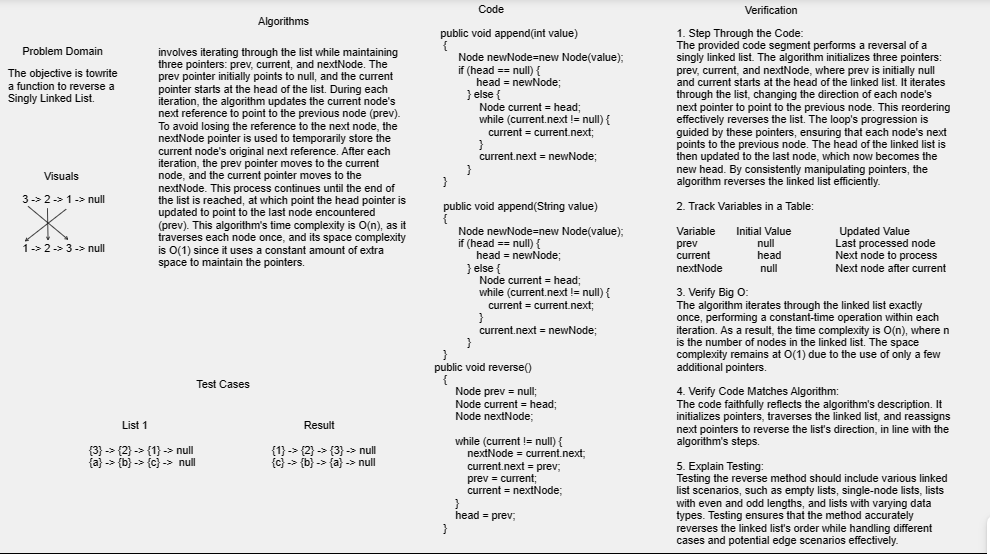 Problem Domain
The objective is towrite
a function to reverse a
Singly Linked List.
Visuals
3 -> 2 -> 1 -> null
1 -> 2 -> 3 -> null
Algorithms
involves iterating through the list while maintaining
three pointers: prev, current, and nextNode. The
prev pointer initially points to null, and the current
pointer starts at the head of the list. During each
iteration, the algorithm updates the current node's
next reference to point to the previous node (prev).
To avoid losing the reference to the next node, the
nextNode pointer is used to temporarily store the
current node's original next reference. After each
iteration, the prev pointer moves to the current
node, and the current pointer moves to the
nextNode. This process continues until the end of
the list is reached, at which point the head pointer is
updated to point to the last node encountered
(prev). This algorithm's time complexity is O(n), as it
traverses each node once, and its space complexity
is O(1) since it uses a constant amount of extra
space to maintain the pointers.
Test Cases
List 1 Result
{3} -> {2} -> {1} -> null {1} -> {2} -> {3} -> null
{a} -> {b} -> {c} -> null {c} -> {b} -> {a} -> null
Code
public void append(int value)
{
Node newNode=new Node(value);
if (head == null) {
head = newNode;
} else {
Node current = head;
while (current.next != null) {
current = current.next;
}
current.next = newNode;
}
}
public void append(String value)
{
Node newNode=new Node(value);
if (head == null) {
head = newNode;
} else {
Node current = head;
while (current.next != null) {
current = current.next;
}
current.next = newNode;
}
}
public void reverse()
{
Node prev = null;
Node current = head;
Node nextNode;
while (current != null) {
nextNode = current.next;
current.next = prev;
prev = current;
current = nextNode;
}
head = prev;
}
Verification
1. Step Through the Code:
The provided code segment performs a reversal of a
singly linked list. The algorithm initializes three pointers:
prev, current, and nextNode, where prev is initially null
and current starts at the head of the linked list. It iterates
through the list, changing the direction of each node's
next pointer to point to the previous node. This reordering
effectively reverses the list. The loop's progression is
guided by these pointers, ensuring that each node's next
points to the previous node. The head of the linked list is
then updated to the last node, which now becomes the
new head. By consistently manipulating pointers, the
algorithm reverses the linked list efficiently.
2. Track Variables in a Table:
Variable Initial Value Updated Value
prev null Last processed node
current head Next node to process
nextNode null Next node after current
3. Verify Big O:
The algorithm iterates through the linked list exactly
once, performing a constant-time operation within each
iteration. As a result, the time complexity is O(n), where n
is the number of nodes in the linked list. The space
complexity remains at O(1) due to the use of only a few
additional pointers.
4. Verify Code Matches Algorithm:
The code faithfully reflects the algorithm's description. It
initializes pointers, traverses the linked list, and reassigns
next pointers to reverse the list's direction, in line with the
algorithm's steps.
5. Explain Testing:
Testing the reverse method should include various linked
list scenarios, such as empty lists, single-node lists, lists
with even and odd lengths, and lists with varying data
types. Testing ensures that the method accurately
reverses the linked list's order while handling different
cases and potential edge scenarios effectively.